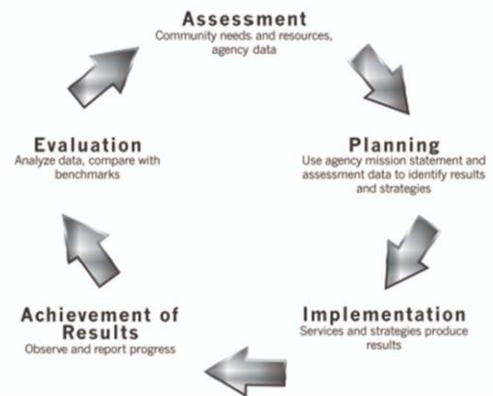 Assessment
Community needs and resources,
agency data
Evaluation
Analyze data, compare with
benchmarks
Planning
Use agency mission statement and
assessment data to identify results
and strategies
Achievement of
Results
Observe and report progress
Implementation
Services and strategies produce
results